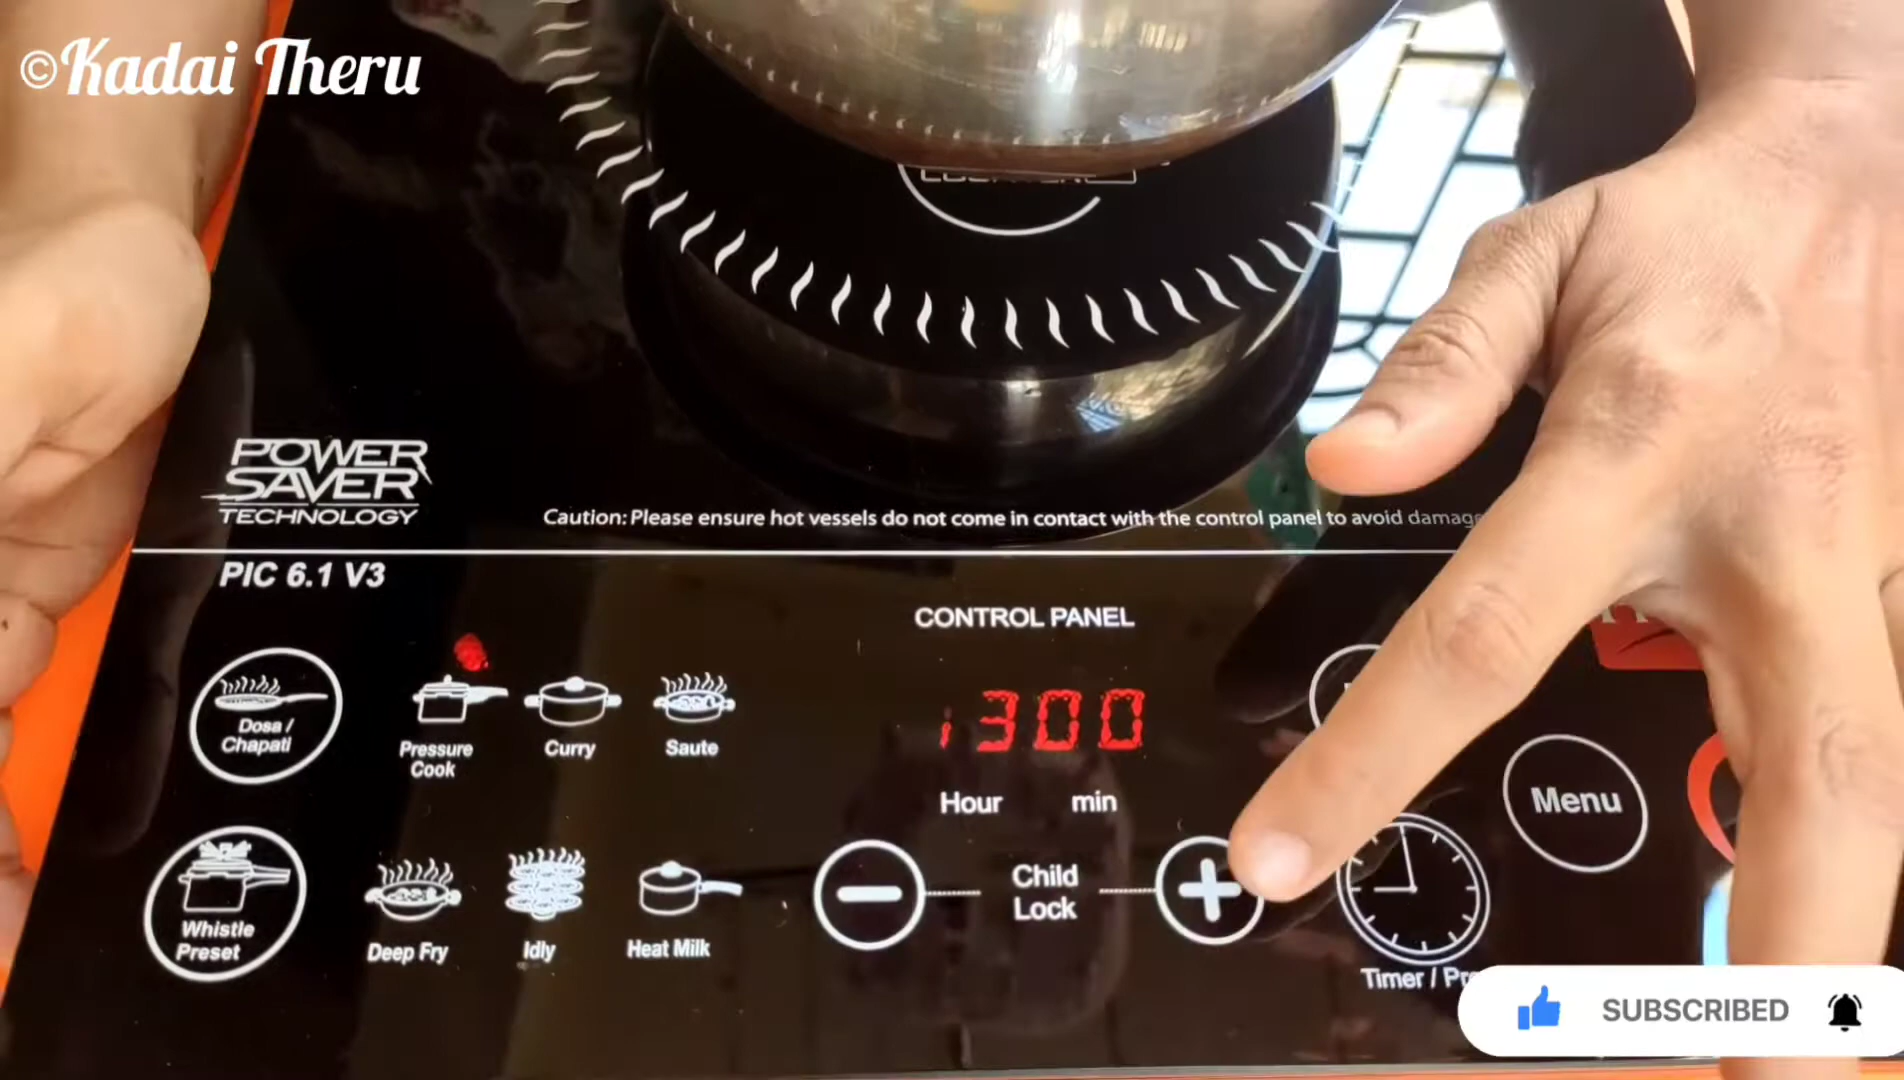 ©Kadai Theru
POWER
SAVER
TECHNOLOGY
Caution: Please ensure hot vessels do not come in contact with the control panel to avoid damage
PIC 6.1 V3
CONTROL PANEL
Dosa /
Chapati
Pressure
Cook
Curry
Saute
1300
Hour min
Menu
Whistle
Preset
Deep Fry
Idly
Heat Milk
Child
Lock
Timer /
SUBSCRIBED